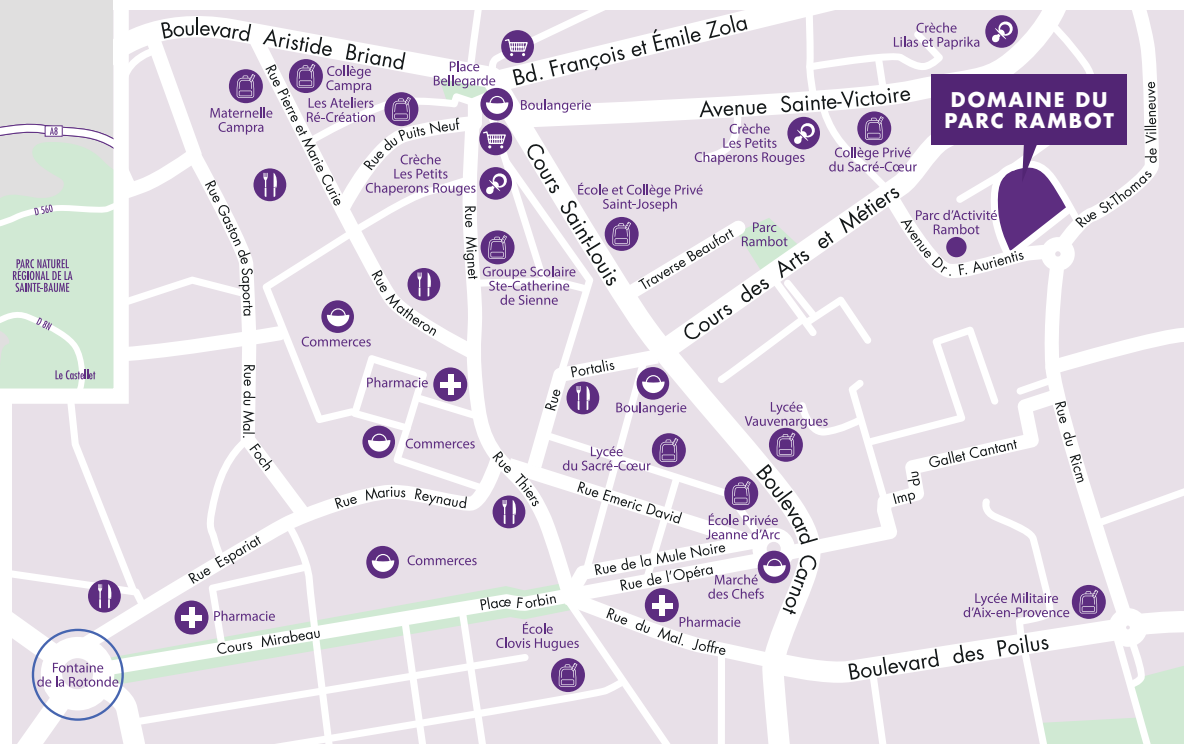 Boulevard Aristide Briand
Place
Bellegarde
Bd. François et Émile Zola
Crèche
Lilas et Paprika
DOMAINE DU
PARC RAMBOT
Collège
Campra
Maternelle
Campra
Les Ateliers
Ré-Création
Boulangerie
Avenue Sainte-Victoire
Rue Pierre et Marie Curie
Rue du Puits Neuf
Crèche
Les Petits
Chaperons Rouges
Crèche
Les Petits
Chaperons Rouges
Collège Privé
du Sacré-Cœur
Rue St-Thomas de Villeneuve
A8
D 560
PARC NATUREL
RÉGIONAL DE LA
SAINTE-BAUME
D 8N
Le Castellet
Rue Gaston de Saporta
Rue Mignet
Cours Saint-Louis
École et Collège Privé
Saint-Joseph
Traverse Beaufort
Parc
Rambot
Cours des Arts et Métiers
Parc d'Activité
Rambot
Avenue Dr. F. Aurientis
Groupe Scolaire
Ste-Catherine
de Sienne
Rue Matheron
Commerces
Pharmacie
Rue Portalis
Boulangerie
Rue du Mal. Foch
Commerces
Lycée
Vauvenargues
Lycée
du Sacré-Cœur
Rue du Ricm
Imp du Gallet Cantant
Rue Thiers
Rue Marius Reynaud
Rue Emeric David
École Privée
Jeanne d'Arc
Boulevard Carnot
Rue Espariat
Commerces
Rue de la Mule Noire
Rue de l'Opéra
Marché
des Chefs
Pharmacie
Place Forbin
Pharmacie
Rue du Mal. Joffre
Lycée Militaire
d'Aix-en-Provence
Cours Mirabeau
École
Clovis Hugues
Boulevard des Poilus
Fontaine
de la Rotonde